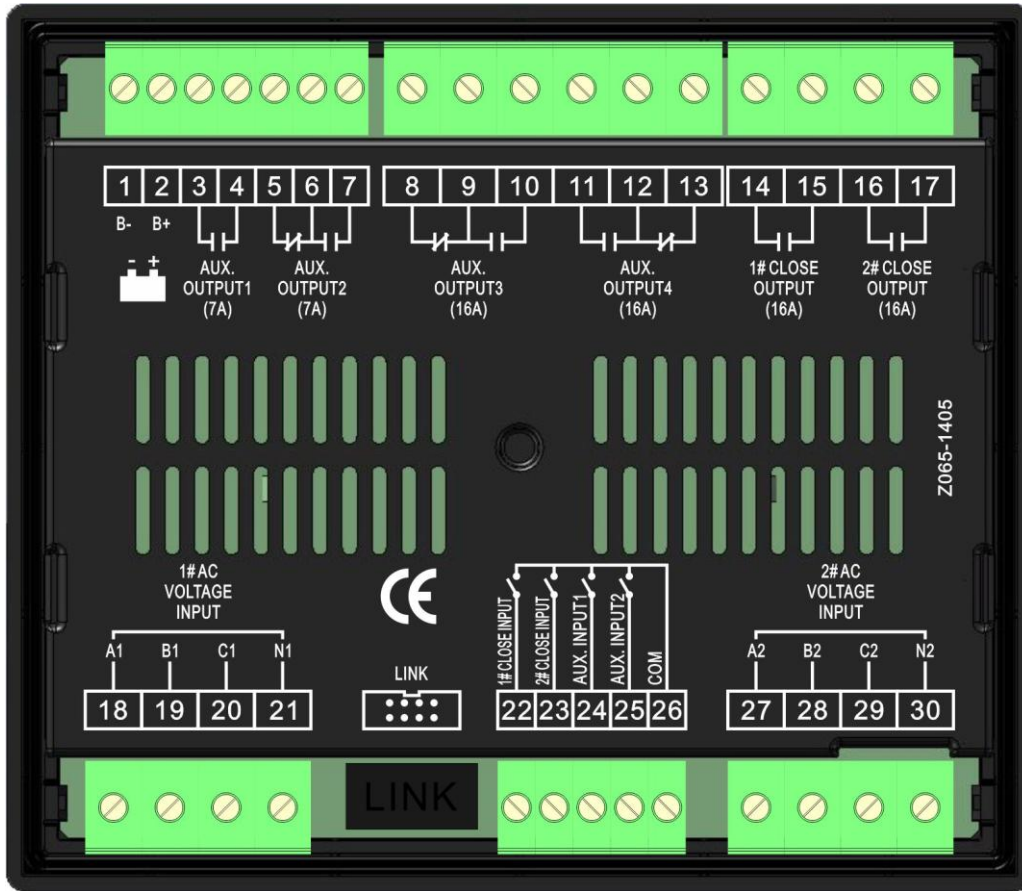 1 2 3 4 5 6 7 8 9 10 11 12 13 14 15 16 17
B- B+
- +
AUX.
OUTPUT1
(7A)
AUX.
OUTPUT2
(7A)
AUX.
OUTPUT3
(16A)
AUX.
OUTPUT4
(16A)
1# CLOSE
OUTPUT
(16A)
2# CLOSE
OUTPUT
(16A)
Z065-1405
1# AC
VOLTAGE
INPUT
A1 B1 C1 N1
18 19 20 21
CE
LINK
1# CLOSE INPUT
2# CLOSE INPUT
AUX. INPUT1
AUX. INPUT2
COM
22 23 24 25 26
2# AC
VOLTAGE
INPUT
A2 B2 C2 N2
27 28 29 30
LINK